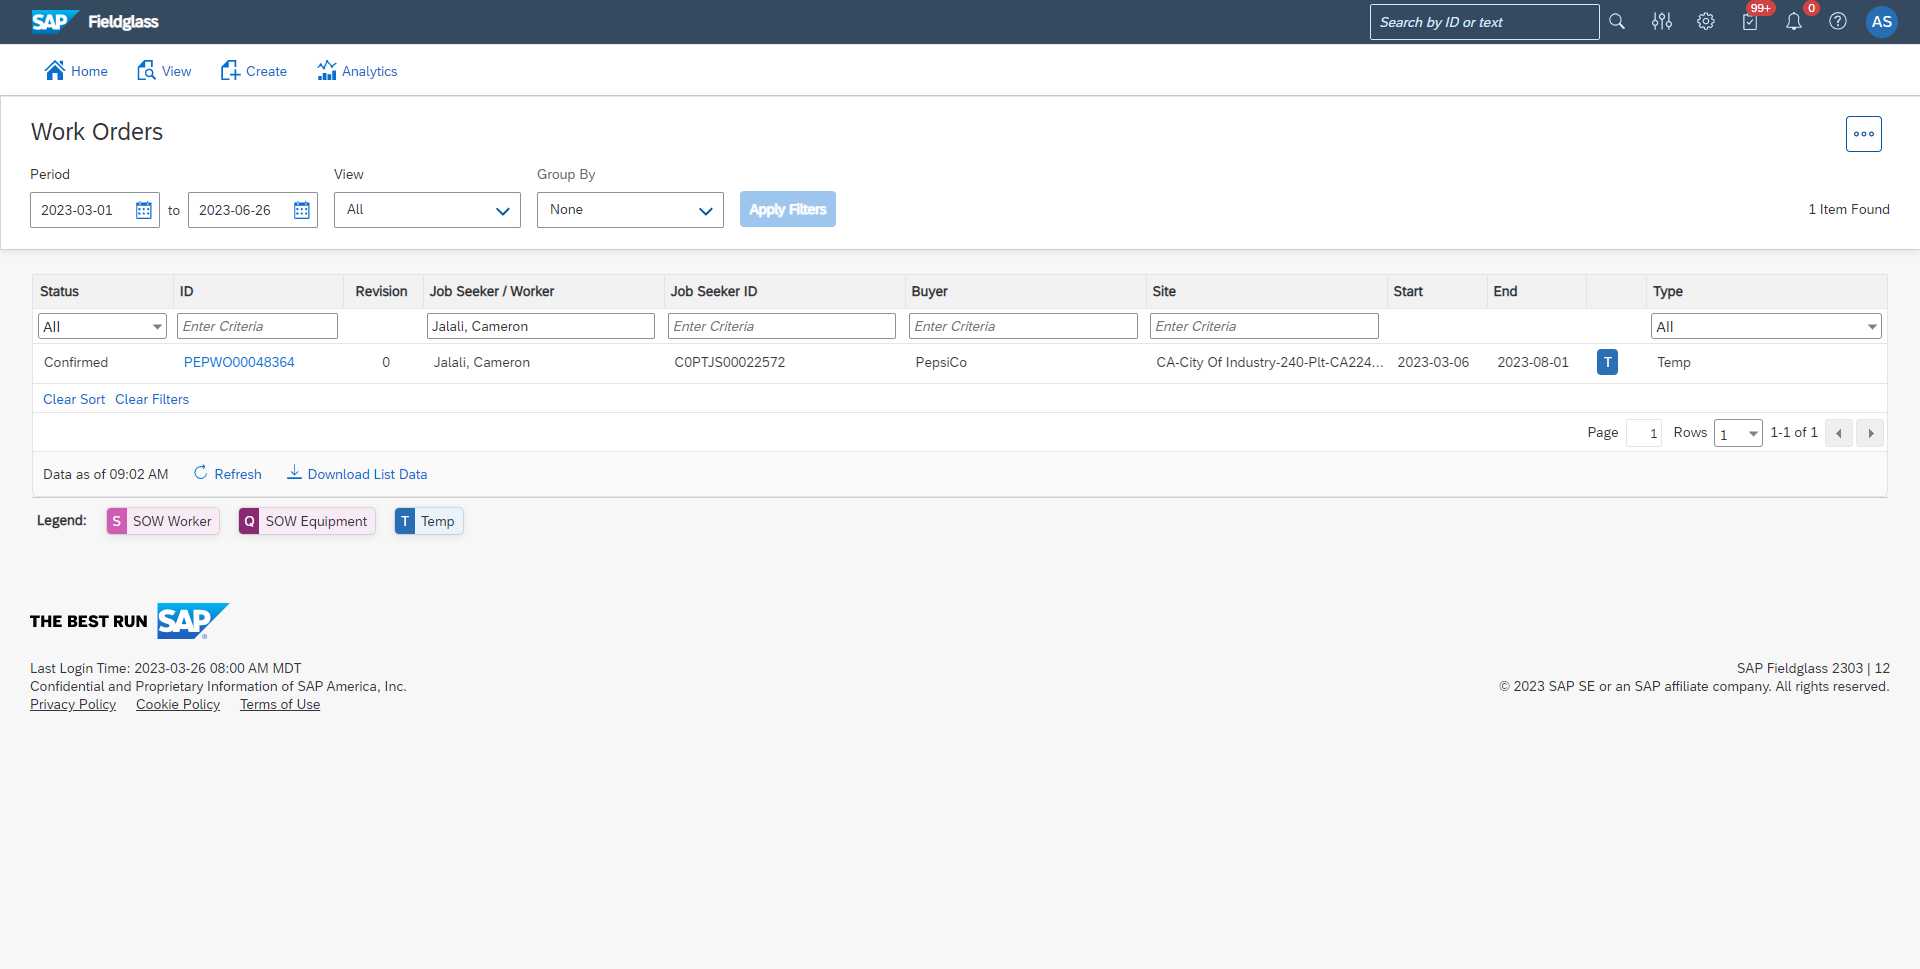 SAP Fieldglass
Search by ID or text
99+
0
AS
Home View Create Analytics
Work Orders
Period View Group By
2023-03-01 to 2023-06-26 All None Apply Filters 1 Item Found
Status ID Revision Job Seeker / Worker Job Seeker ID Buyer Site Start End Type
All Enter Criteria Jalali, Cameron Enter Criteria Enter Criteria Enter Criteria All
Confirmed PEPWO00048364 0 Jalali, Cameron C0PTJS00022572 PepsiCo CA-City Of Industry-240-Plt-CA224... 2023-03-06 2023-08-01 T Temp
Clear Sort Clear Filters
Page 1 Rows 1 1-1 of 1
Data as of 09:02 AM Refresh Download List Data
Legend: S SOW Worker Q SOW Equipment T Temp
THE BEST RUN SAP®
Last Login Time: 2023-03-26 08:00 AM MDT
SAP Fieldglass 2303 | 12
Confidential and Proprietary Information of SAP America, Inc.
© 2023 SAP SE or an SAP affiliate company. All rights reserved.
Privacy Policy Cookie Policy Terms of Use